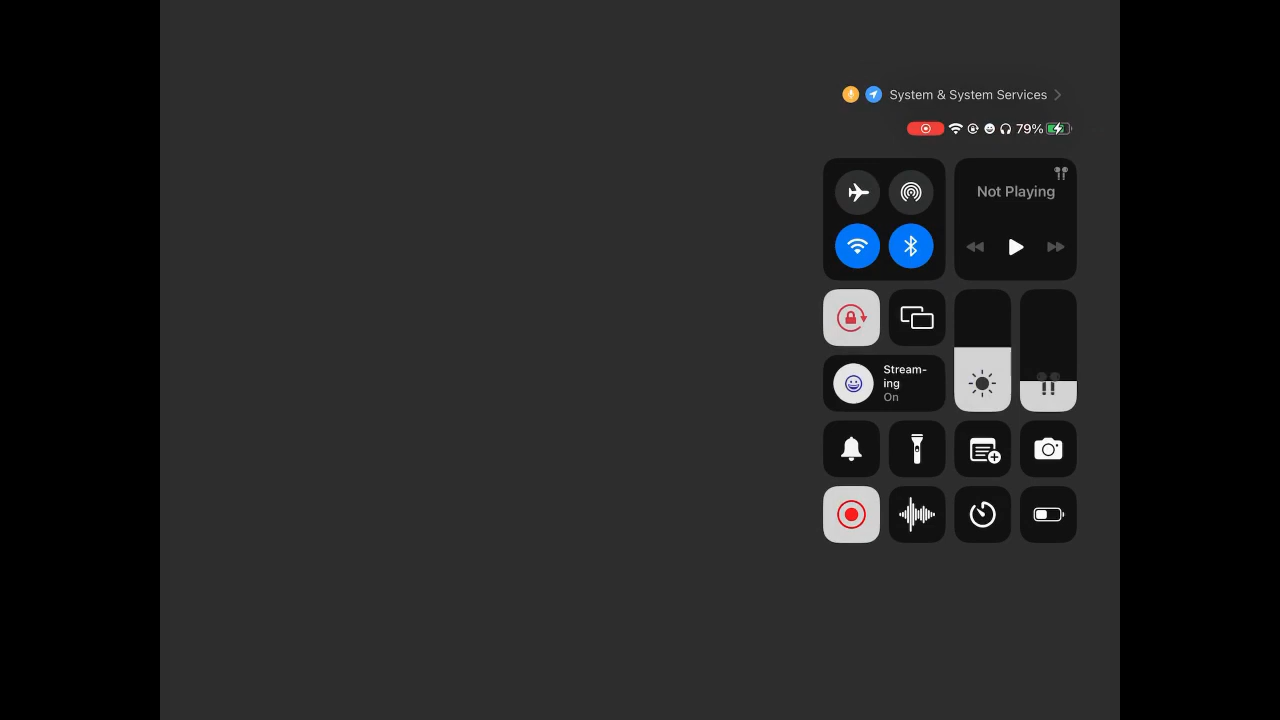 System & System Services
79%
Not Playing
Stream-
ing
On